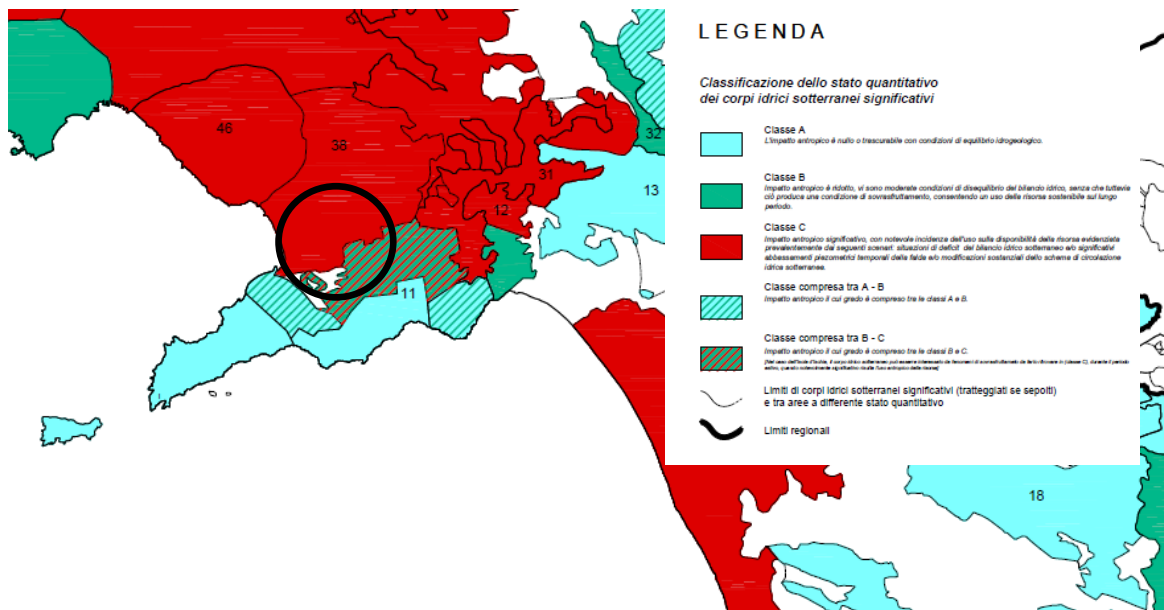 LEGENDA
Classificazione dello stato quantitativo
dei corpi idrici sotterranei significativi
Classe A
L'impatto antropico è nullo o trascurabile con condizioni di equilibrio idrogeologico.
Classe B
Impatto antropico è ridotto, vi sono moderate condizioni di disequilibrio del bilancio idrico, senza che tuttavia
ciò produce una condizione di sovrasfruttamento, consentendo un uso della risorsa sostenibile sul lungo
periodo.
Classe C
Impatto antropico significativo, con notevole incidenza dell'uso sulla disponibilità della risorsa evidenziata
prevalentemente dai seguenti scenari: situazioni di deficit del bilancio idrico sotterraneo e/o significativi
abbassamenti piezometrici temporali della falda e/o modificazioni sostanziali dello schema di circolazione
idrica sotterranea.
Classe compresa tra A - B
Impatto antropico il cui grado è compreso tra le classi A e B.
Classe compresa tra B - C
Impatto antropico il cui grado è compreso tra le classi B e C.
Limiti di corpi idrici sotterranei significativi (tratteggiati se sepolti)
e tra aree a differente stato quantitativo
Limiti regionali
46
38
32
31
13
12
11
18